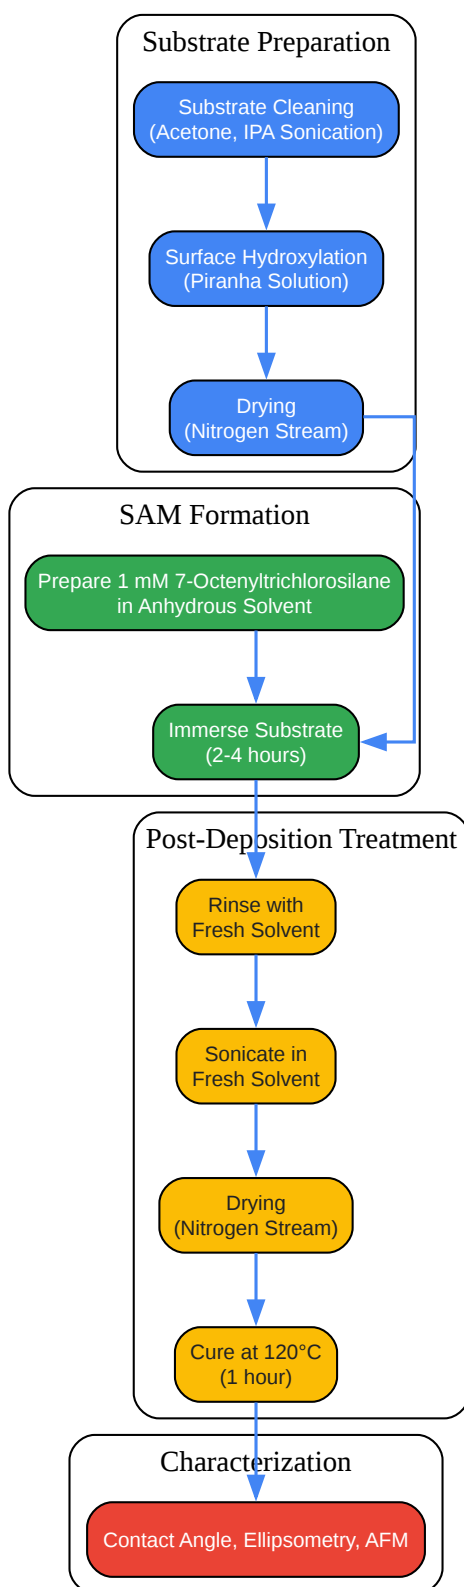 Substrate Preparation
Substrate Cleaning
(Acetone, IPA Sonication)
Surface Hydroxylation
(Piranha Solution)
Drying
(Nitrogen Stream)
SAM Formation
Prepare 1 mM 7-Octenyltrichlorosilane
in Anhydrous Solvent
Immerse Substrate
(2-4 hours)
Post-Deposition Treatment
Rinse with
Fresh Solvent
Sonicate in
Fresh Solvent
Drying
(Nitrogen Stream)
Cure at 120°C
(1 hour)
Characterization
Contact Angle, Ellipsometry, AFM